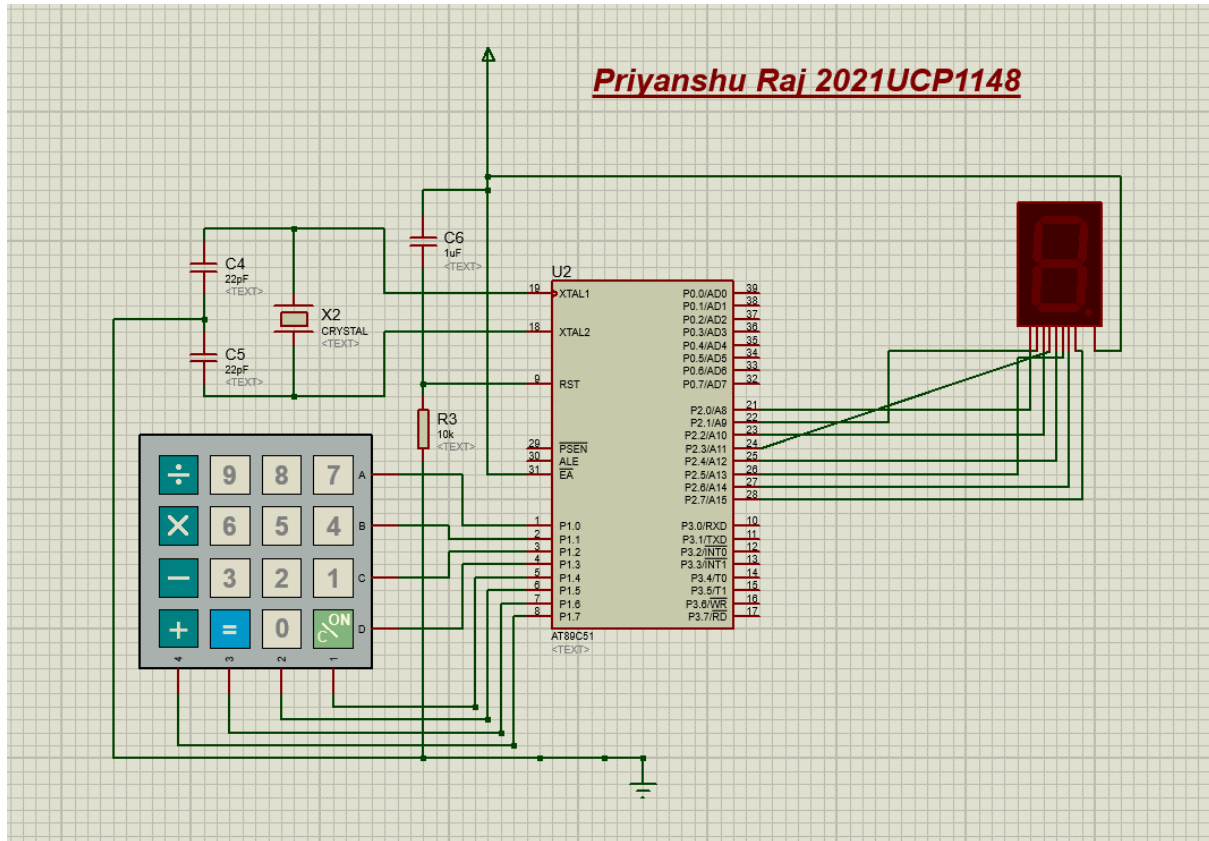 Priyanshu Raj 2021UCP1148
C6
1uF
<TEXT>
C4
22pF
<TEXT>
X2
CRYSTAL
<TEXT>
C5
22pF
<TEXT>
R3
10k
<TEXT>
U2
19 XTAL1 P0.0/AD0 39
P0.1/AD1 38
P0.2/AD2 37
18 XTAL2 P0.3/AD3 36
P0.4/AD4 35
P0.5/AD5 34
P0.6/AD6 33
9 RST P0.7/AD7 32
P2.0/A8 21
P2.1/A9 22
P2.2/A10 23
29 PSEN P2.3/A11 24
30 ALE P2.4/A12 25
31 EA P2.5/A13 26
P2.6/A14 27
P2.7/A15 28
1 P1.0 P3.0/RXD 10
2 P1.1 P3.1/TXD 11
3 P1.2 P3.2/INT0 12
4 P1.3 P3.3/INT1 13
5 P1.4 P3.4/T0 14
6 P1.5 P3.5/T1 15
7 P1.6 P3.6/WR 16
8 P1.7 P3.7/RD 17
AT89C51
<TEXT>
÷ 9 8 7 A
× 6 5 4 B
− 3 2 1 C
+ = 0 ON/C D
4 3 2 1